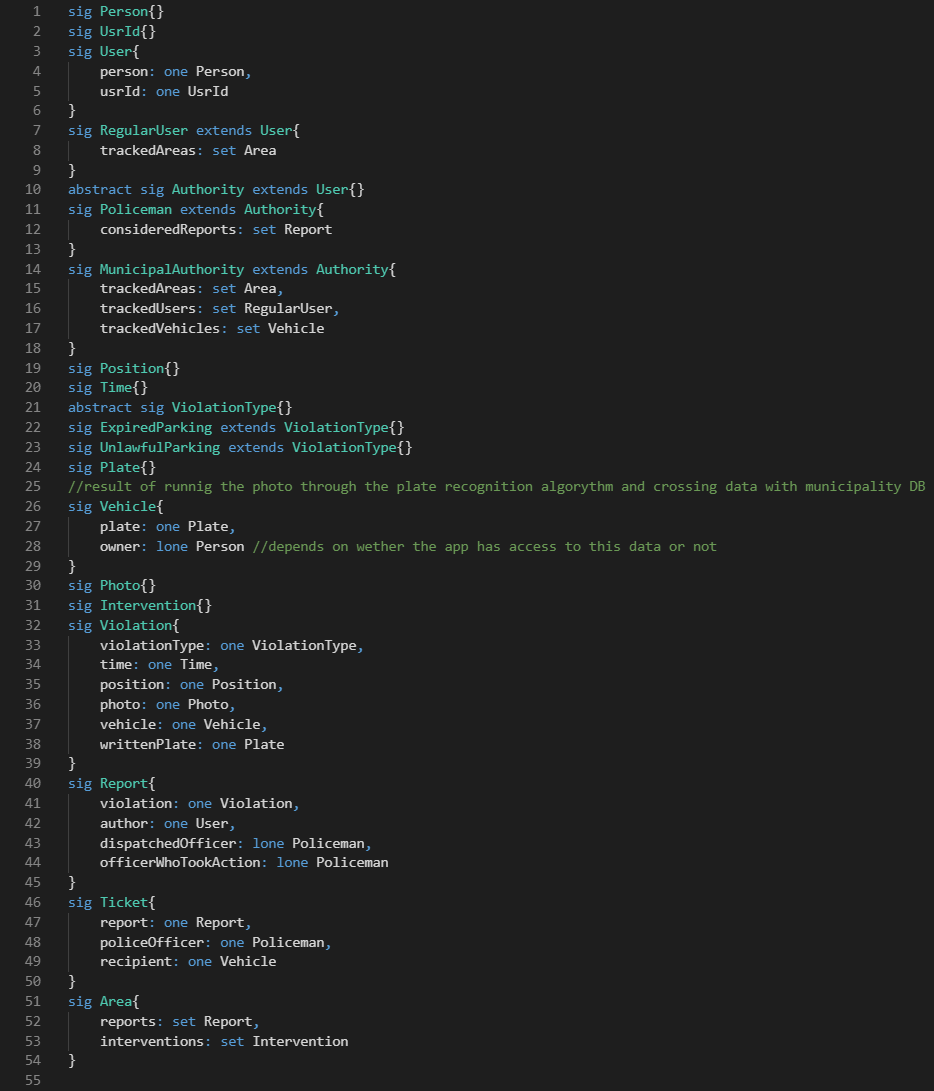 1 sig Person{}
2 sig UsrId{}
3 sig User{
4 person: one Person,
5 usrId: one UsrId
6 }
7 sig RegularUser extends User{
8 trackedAreas: set Area
9 }
10 abstract sig Authority extends User{}
11 sig Policeman extends Authority{
12 consideredReports: set Report
13 }
14 sig MunicipalAuthority extends Authority{
15 trackedAreas: set Area,
16 trackedUsers: set RegularUser,
17 trackedVehicles: set Vehicle
18 }
19 sig Position{}
20 sig Time{}
21 abstract sig ViolationType{}
22 sig ExpiredParking extends ViolationType{}
23 sig UnlawfulParking extends ViolationType{}
24 sig Plate{}
25 //result of runnig the photo through the plate recognition algorythm and crossing data with municipality DB
26 sig Vehicle{
27 plate: one Plate,
28 owner: lone Person //depends on wether the app has access to this data or not
29 }
30 sig Photo{}
31 sig Intervention{}
32 sig Violation{
33 violationType: one ViolationType,
34 time: one Time,
35 position: one Position,
36 photo: one Photo,
37 vehicle: one Vehicle,
38 writtenPlate: one Plate
39 }
40 sig Report{
41 violation: one Violation,
42 author: one User,
43 dispatchedOfficer: lone Policeman,
44 officerWhoTookAction: lone Policeman
45 }
46 sig Ticket{
47 report: one Report,
48 policeOfficer: one Policeman,
49 recipient: one Vehicle
50 }
51 sig Area{
52 reports: set Report,
53 interventions: set Intervention
54 }
55